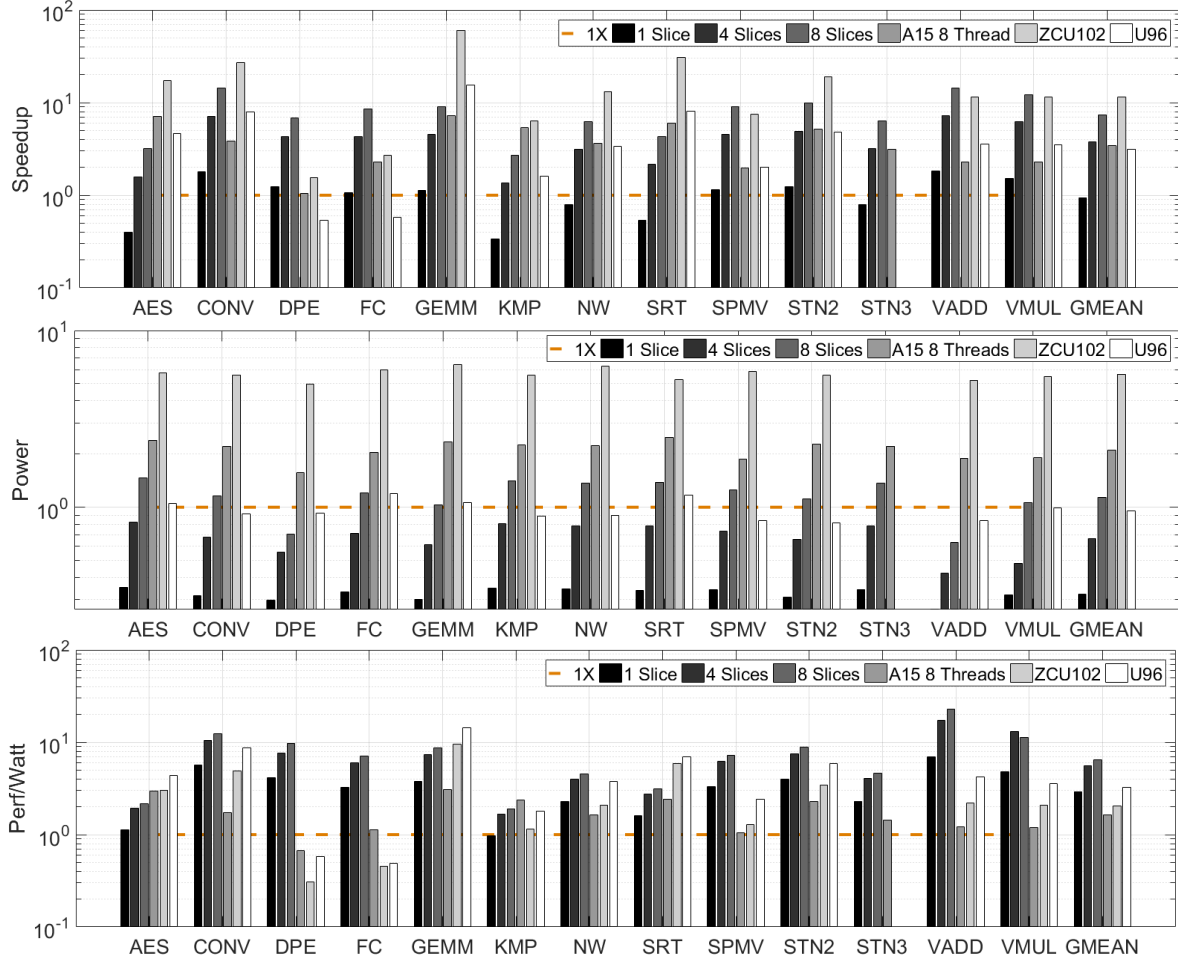 10^2
1X 1 Slice 4 Slices 8 Slices A15 8 Thread ZCU102 U96
10^1
Speedup
10^0
10^-1
AES CONV DPE FC GEMM KMP NW SRT SPMV STN2 STN3 VADD VMUL GMEAN
10^1
1X 1 Slice 4 Slices 8 Slices A15 8 Threads ZCU102 U96
Power
10^0
AES CONV DPE FC GEMM KMP NW SRT SPMV STN2 STN3 VADD VMUL GMEAN
10^2
1X 1 Slice 4 Slices 8 Slices A15 8 Threads ZCU102 U96
10^1
Perf/Watt
10^0
10^-1
AES CONV DPE FC GEMM KMP NW SRT SPMV STN2 STN3 VADD VMUL GMEAN